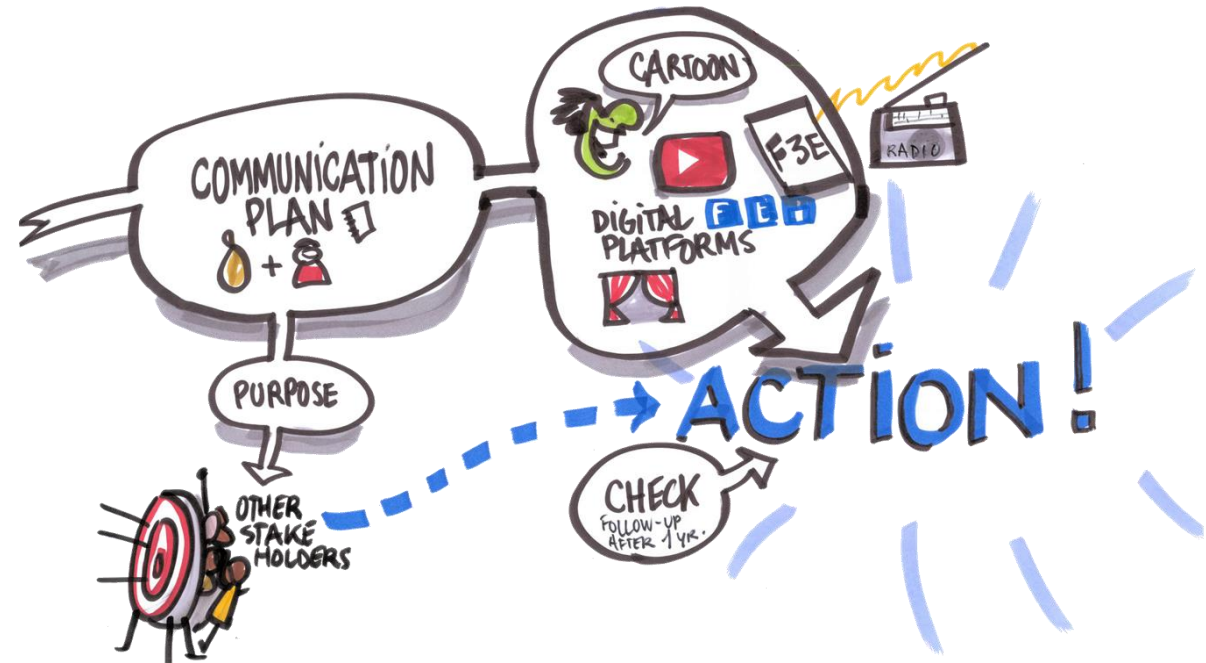 COMMUNICATION
PLAN
+
CARTOON
F3E
RADIO
DIGITAL
PLATFORMS
PURPOSE
OTHER
STAKE
HOLDERS
ACTION!
CHECK
FOLLOW-UP
AFTER 1 YR.